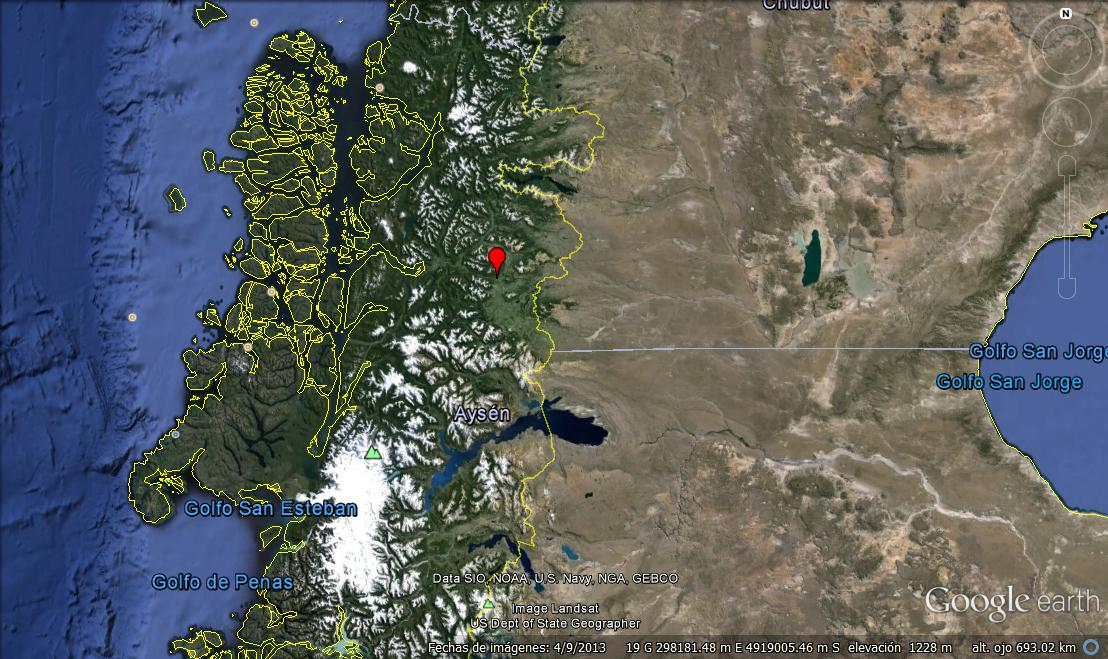 Chubut
N
Golfo San Jorge
Golfo San Jorge
Aysén
Golfo San Esteban
Golfo de Penas
Data SIO, NOAA, U.S. Navy, NGA, GEBCO
Image Landsat
US Dept of State Geographer
Google earth
Fechas de imágenes: 4/9/2013 19 G 298181.48 m E 4919005.46 m S elevación 1228 m alt. ojo 693.02 km